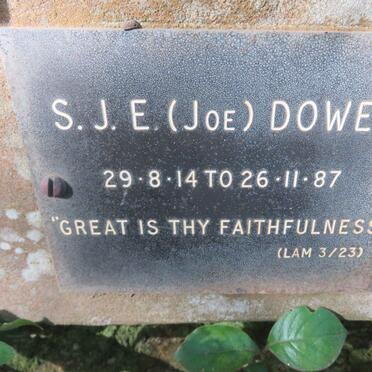 S. J. E. (JOE) DOWE
29·8·14 TO 26·11·87
"GREAT IS THY FAITHFULNESS
(LAM 3/23)